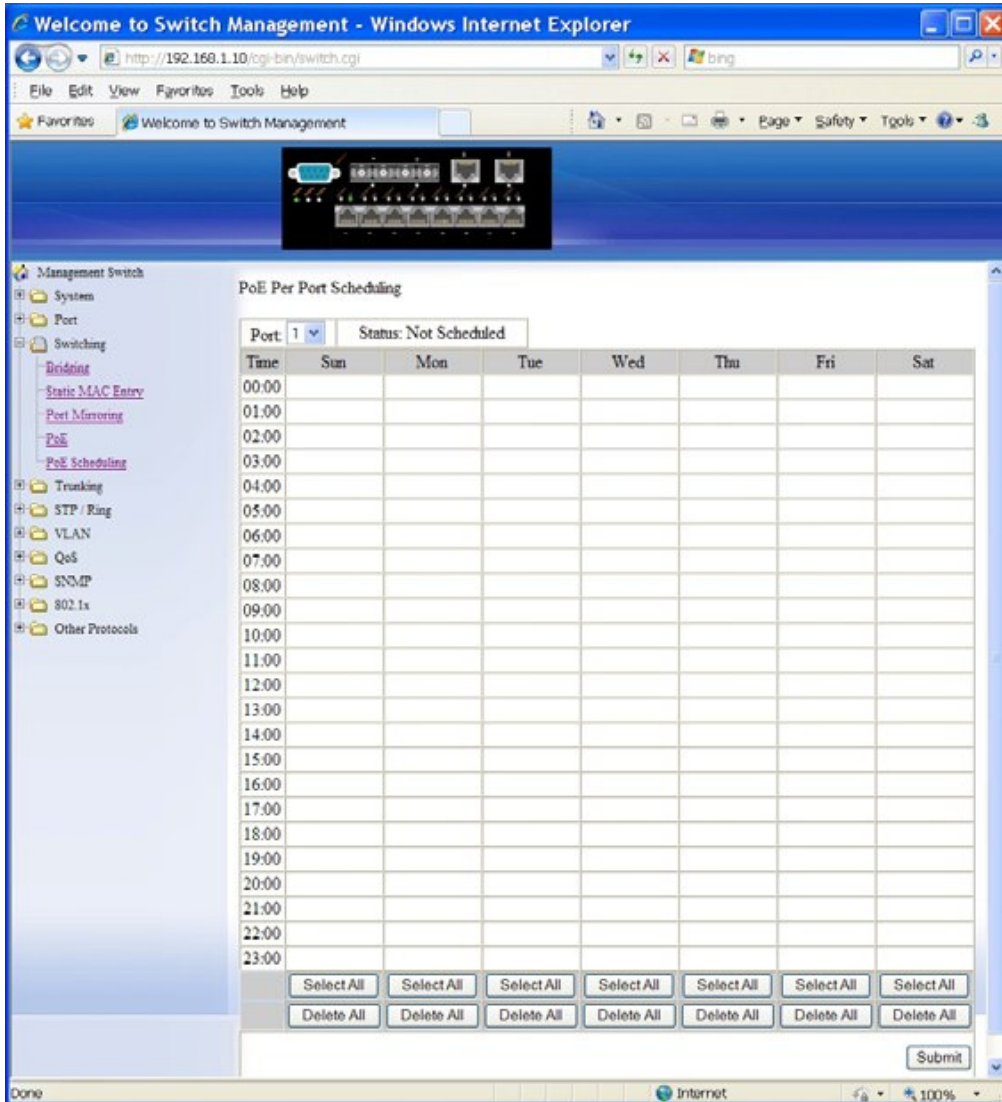 Welcome to Switch Management - Windows Internet Explorer
http://192.168.1.10/cgi-bin/switch.cgi
bing
File Edit View Favorites Tools Help
Favorites Welcome to Switch Management Page Safety Tools
Management Switch
System
Port
Switching
Bridging
Static MAC Entry
Port Mirroring
PoE
PoE Scheduling
Trunking
STP / Ring
VLAN
QoS
SNMP
802.1x
Other Protocols
PoE Per Port Scheduling
Port: 1 Status: Not Scheduled
Time Sun Mon Tue Wed Thu Fri Sat
00:00
01:00
02:00
03:00
04:00
05:00
06:00
07:00
08:00
09:00
10:00
11:00
12:00
13:00
14:00
15:00
16:00
17:00
18:00
19:00
20:00
21:00
22:00
23:00
Select All Select All Select All Select All Select All Select All Select All
Delete All Delete All Delete All Delete All Delete All Delete All Delete All
Submit
Done Internet 100%